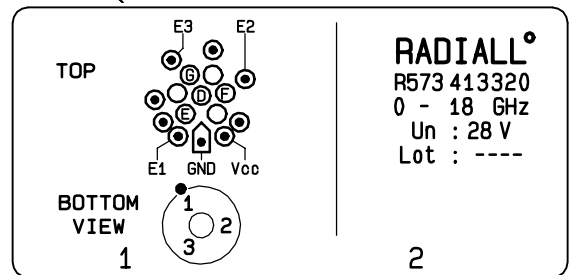 E3 E2
TOP
G
D F
E
E1 GND Vcc
BOTTOM
VIEW
1
2
3
1
RADIALL°
R573 413320
0 - 18 GHz
Un : 28 V
Lot : ----
2